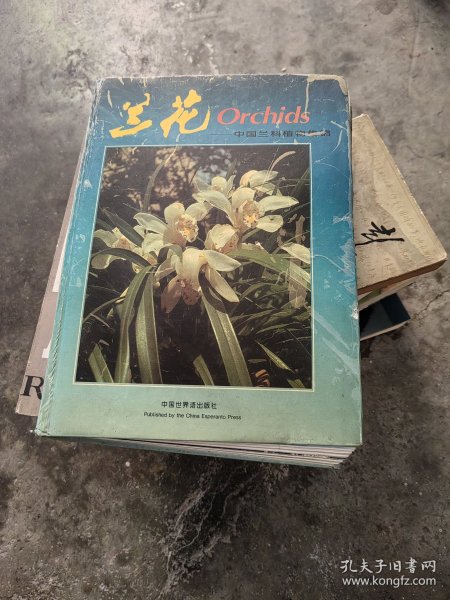 兰花 Orchids
中国兰科植物集锦
中国世界语出版社
Published by the China Esperanto Press
R
孔夫子旧书网
www.kongfz.com